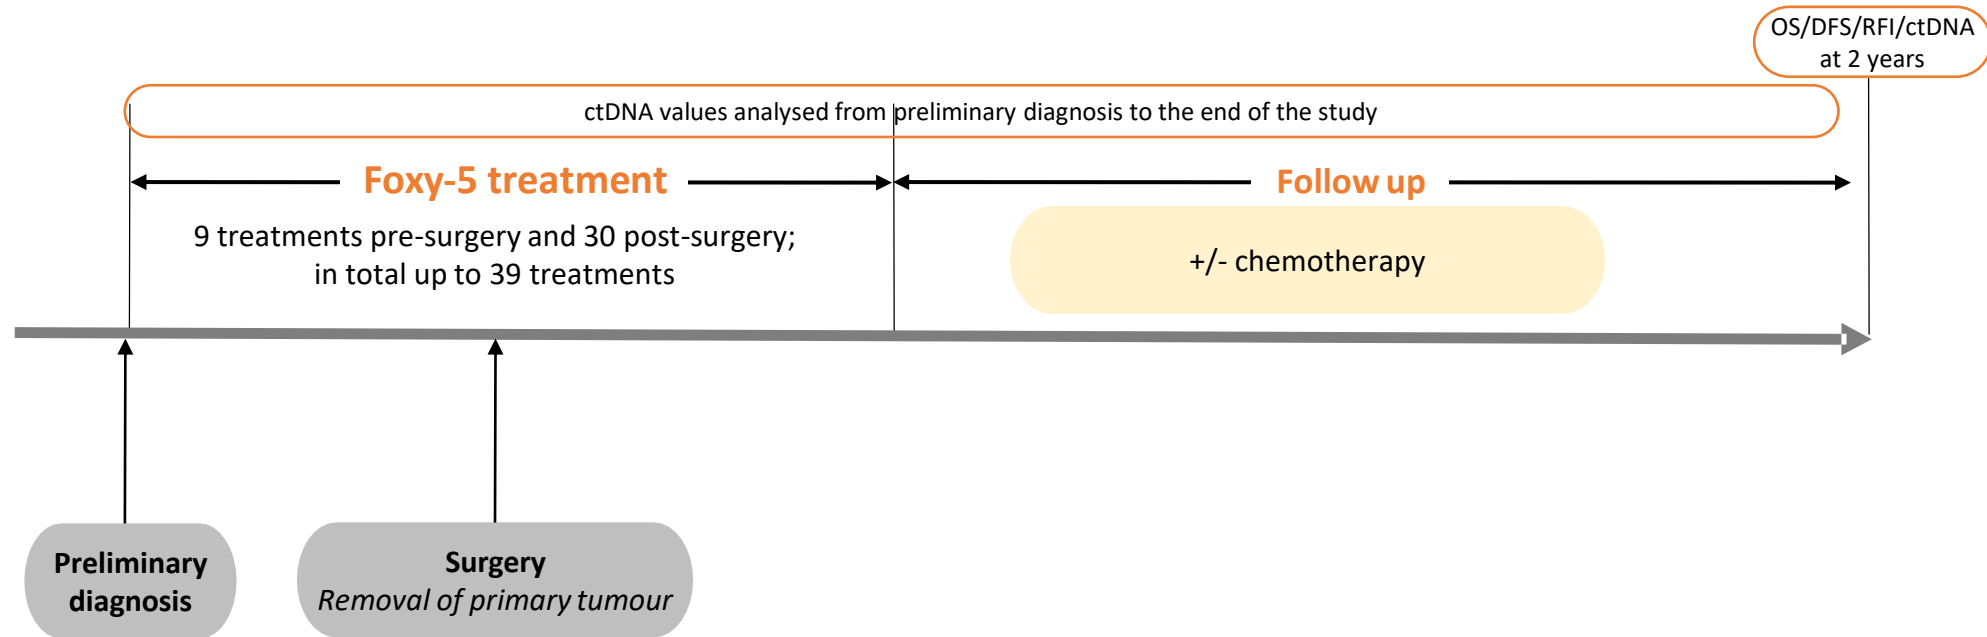 OS/DFS/RFI/ctDNA
at 2 years
ctDNA values analysed from preliminary diagnosis to the end of the study
Foxy-5 treatment
Follow up
9 treatments pre-surgery and 30 post-surgery;
in total up to 39 treatments
+/- chemotherapy
Preliminary
diagnosis
Surgery
Removal of primary tumour